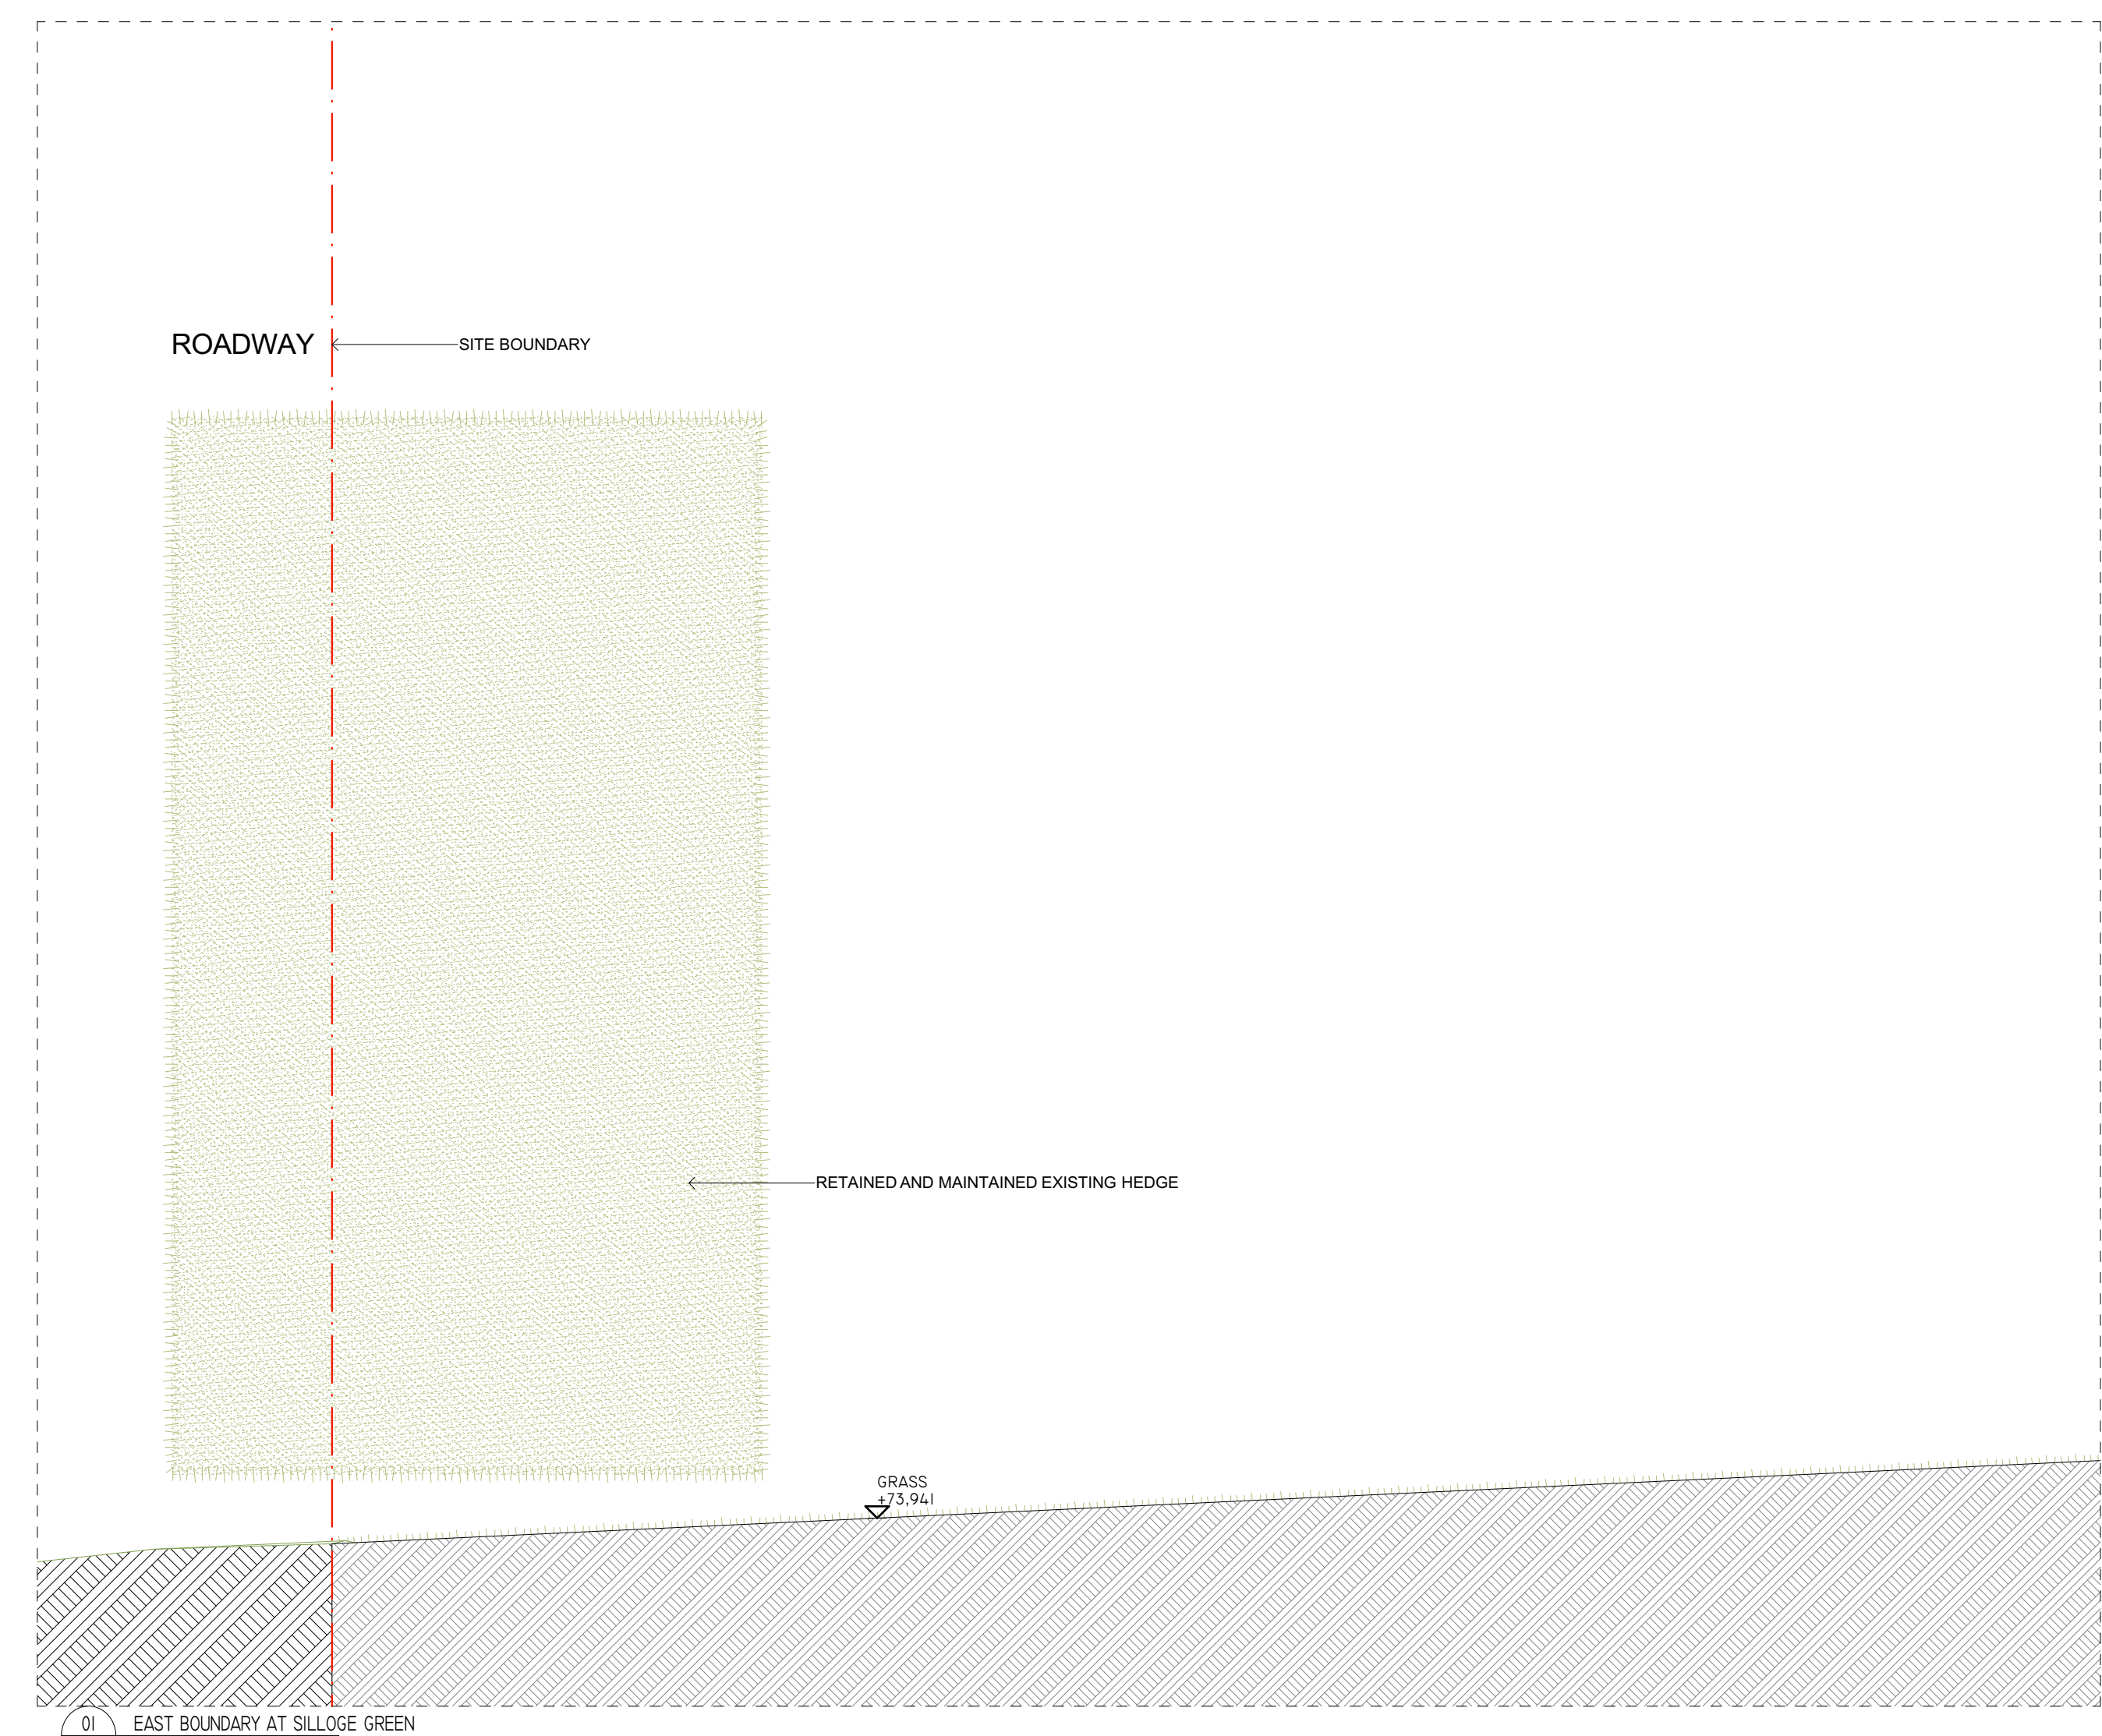 ROADWAY
SITE BOUNDARY
RETAINED AND MAINTAINED EXISTING HEDGE
GRASS
+73,941
01 EAST BOUNDARY AT SILLOGE GREEN